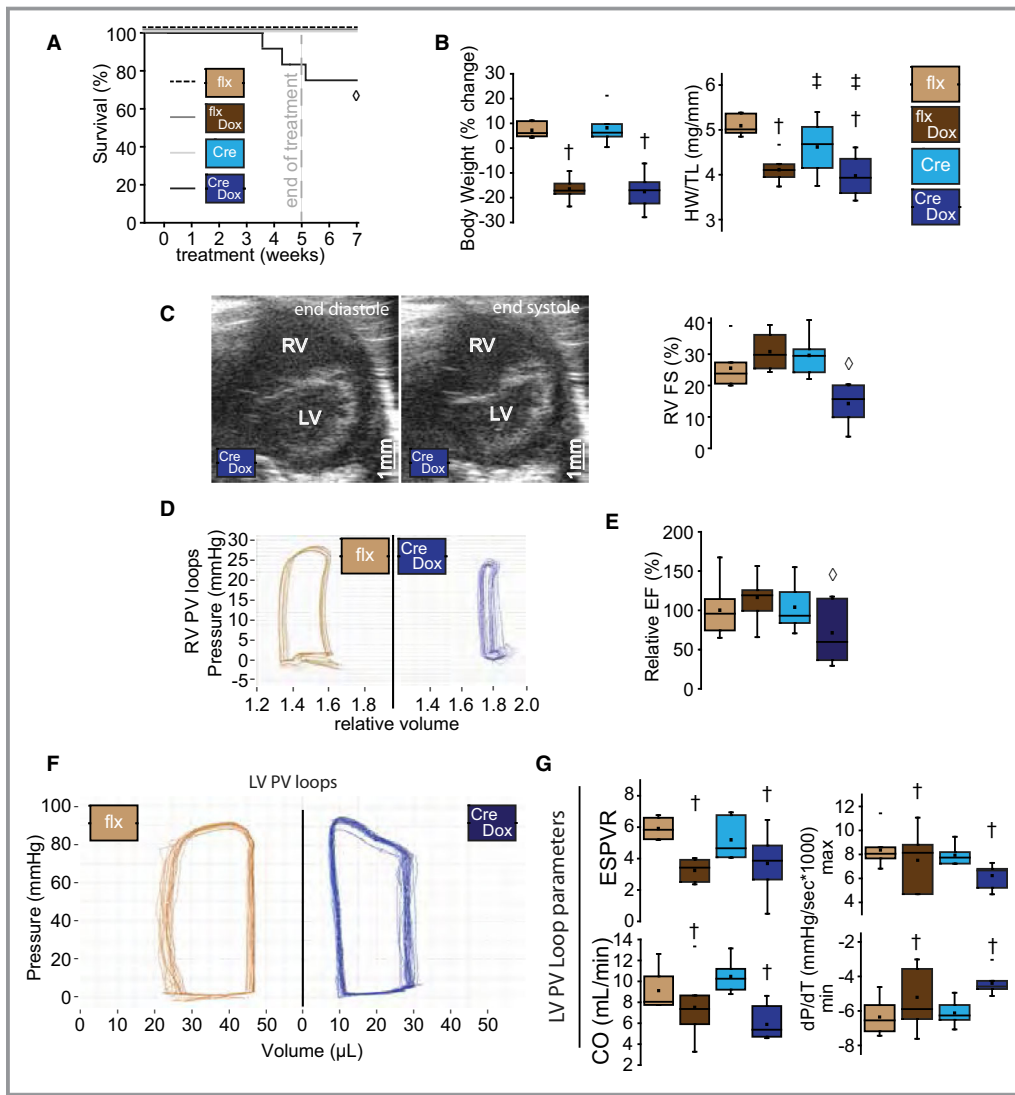 A
100
80
60
40
20
0
Survival (%)
flx
flx
Dox
Cre
Cre
Dox
end of treatment
◊
0 1 2 3 4 5 6 7
treatment (weeks)
B
30
20
10
0
-10
-20
-30
Body Weight (% change)
†
†
6
5
4
3
HW/TL (mg/mm)
†
‡
‡
†
flx
flx
Dox
Cre
Cre
Dox
C
end diastole
RV
LV
Cre
Dox
1mm
end systole
RV
LV
1mm
40
30
20
10
0
RV FS (%)
◊
D
30
25
20
15
10
5
0
-5
RV PV loops
Pressure (mmHg)
flx
Cre
Dox
1.2 1.4 1.6 1.8 1.4 1.6 1.8 2.0
relative volume
E
200
150
100
50
0
Relative EF (%)
◊
F
LV PV loops
100
80
60
40
20
0
Pressure (mmHg)
flx
Cre
Dox
0 10 20 30 40 50 0 10 20 30 40 50
Volume (µL)
G
LV PV Loop parameters
8
6
4
2
0
ESPVR
†
†
14
12
10
8
6
4
2
0
CO (mL/min)
†
†
12
10
8
6
4
max
†
†
-2
-4
-6
-8
min
dP/dT (mmHg/sec*1000)
†
†